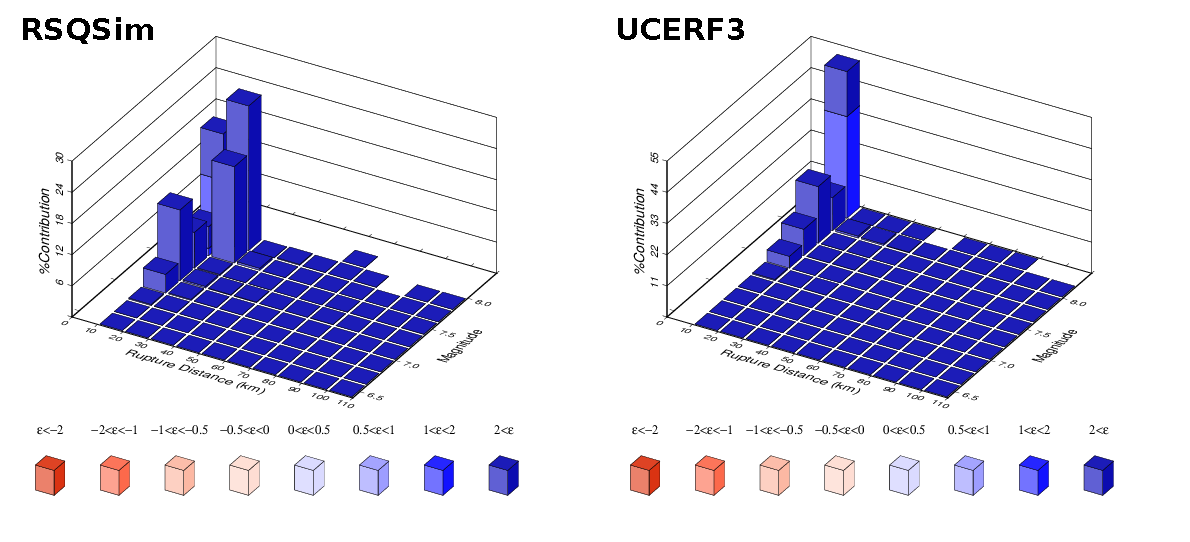 RSQSim
UCERF3
30
24
18
12
6
%Contribution
0
10
20
30
40
50
60
70
80
90
100
110
Rupture Distance (km)
6.5
7.0
7.5
8.0
Magnitude
ε<−2
−2<ε<−1
−1<ε<−0.5
−0.5<ε<0
0<ε<0.5
0.5<ε<1
1<ε<2
2<ε
55
44
33
22
11
%Contribution
0
10
20
30
40
50
60
70
80
90
100
110
Rupture Distance (km)
6.5
7.0
7.5
8.0
Magnitude
ε<−2
−2<ε<−1
−1<ε<−0.5
−0.5<ε<0
0<ε<0.5
0.5<ε<1
1<ε<2
2<ε